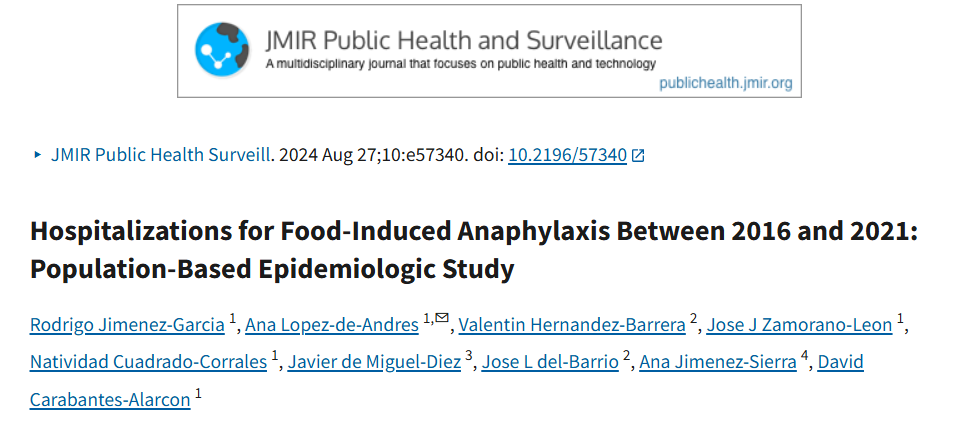 JMIR Public Health and Surveillance
A multidisciplinary journal that focuses on public health and technology
publichealth.jmir.org
JMIR Public Health Surveill. 2024 Aug 27;10:e57340. doi: 10.2196/57340
Hospitalizations for Food-Induced Anaphylaxis Between 2016 and 2021:
Population-Based Epidemiologic Study
Rodrigo Jimenez-Garcia 1, Ana Lopez-de-Andres 1,✉, Valentin Hernandez-Barrera 2, Jose J Zamorano-Leon 1,
Natividad Cuadrado-Corrales 1, Javier de Miguel-Diez 3, Jose L del-Barrio 2, Ana Jimenez-Sierra 4, David
Carabantes-Alarcon 1